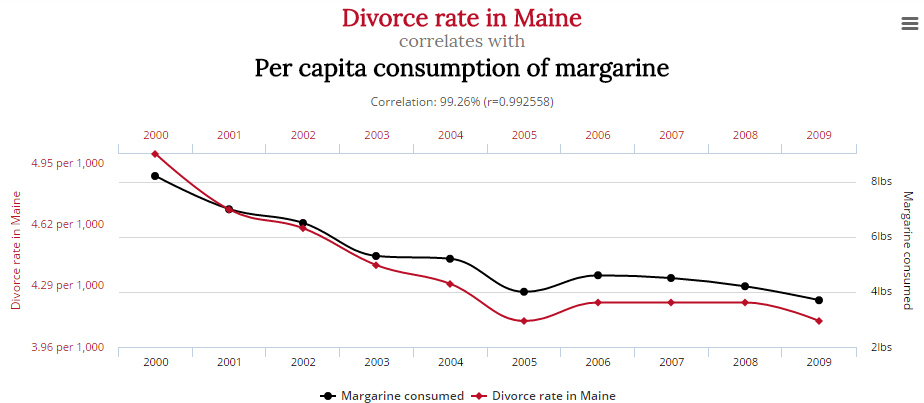 Divorce rate in Maine
correlates with
Per capita consumption of margarine
Correlation: 99.26% (r=0.992558)
2000 2001 2002 2003 2004 2005 2006 2007 2008 2009
Divorce rate in Maine
4.95 per 1,000
4.62 per 1,000
4.29 per 1,000
3.96 per 1,000
8lbs
6lbs
4lbs
2lbs
Margarine consumed
2000 2001 2002 2003 2004 2005 2006 2007 2008 2009
Margarine consumed Divorce rate in Maine